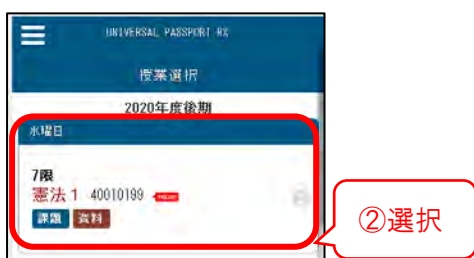 UNIVERSAL PASSPORT RX
授業選択
2020年度後期
水曜日
7限
憲法1 40010199
課題 資料
②選択